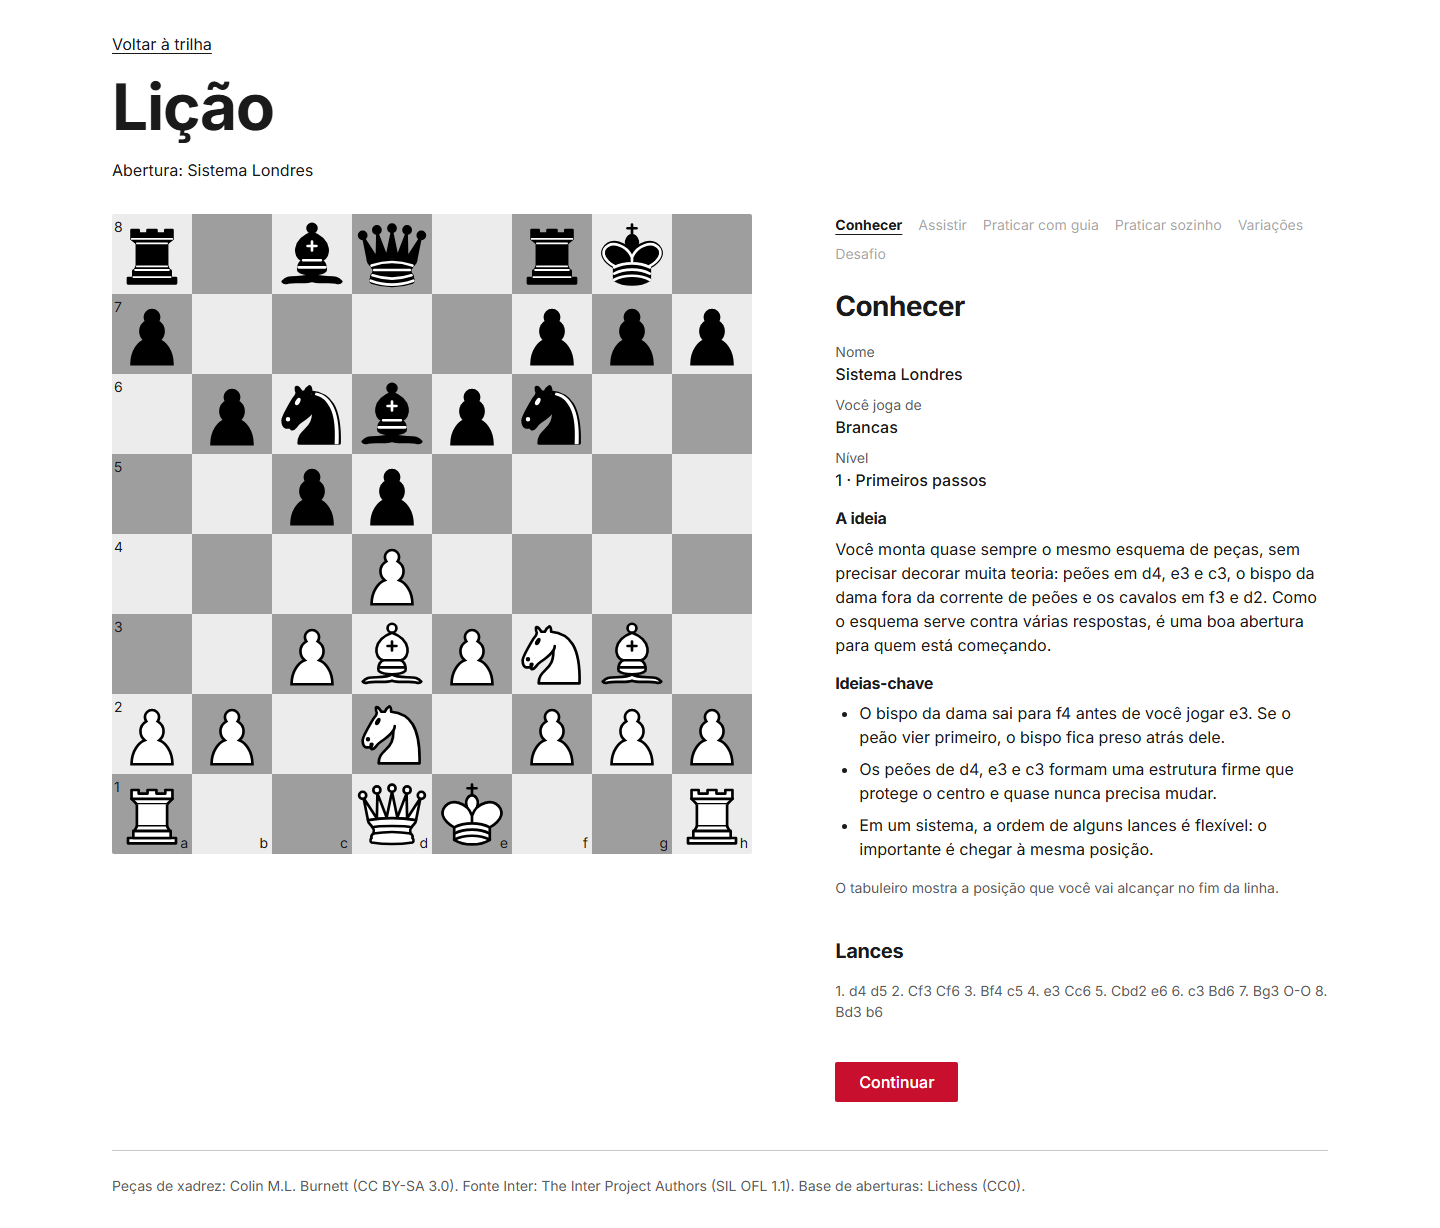 Voltar à trilha
Lição
Abertura: Sistema Londres
8
7
6
5
4
3
2
1
a b c d e f g h
Conhecer Assistir Praticar com guia Praticar sozinho Variações
Desafio
Conhecer
Nome
Sistema Londres
Você joga de
Brancas
Nível
1 · Primeiros passos
A ideia
Você monta quase sempre o mesmo esquema de peças, sem
precisar decorar muita teoria: peões em d4, e3 e c3, o bispo da
dama fora da corrente de peões e os cavalos em f3 e d2. Como
o esquema serve contra várias respostas, é uma boa abertura
para quem está começando.
Ideias-chave
• O bispo da dama sai para f4 antes de você jogar e3. Se o
peão vier primeiro, o bispo fica preso atrás dele.
• Os peões de d4, e3 e c3 formam uma estrutura firme que
protege o centro e quase nunca precisa mudar.
• Em um sistema, a ordem de alguns lances é flexível: o
importante é chegar à mesma posição.
O tabuleiro mostra a posição que você vai alcançar no fim da linha.
Lances
1. d4 d5 2. Cf3 Cf6 3. Bf4 c5 4. e3 Cc6 5. Cbd2 e6 6. c3 Bd6 7. Bg3 O-O 8.
Bd3 b6
Continuar
Peças de xadrez: Colin M.L. Burnett (CC BY-SA 3.0). Fonte Inter: The Inter Project Authors (SIL OFL 1.1). Base de aberturas: Lichess (CC0).